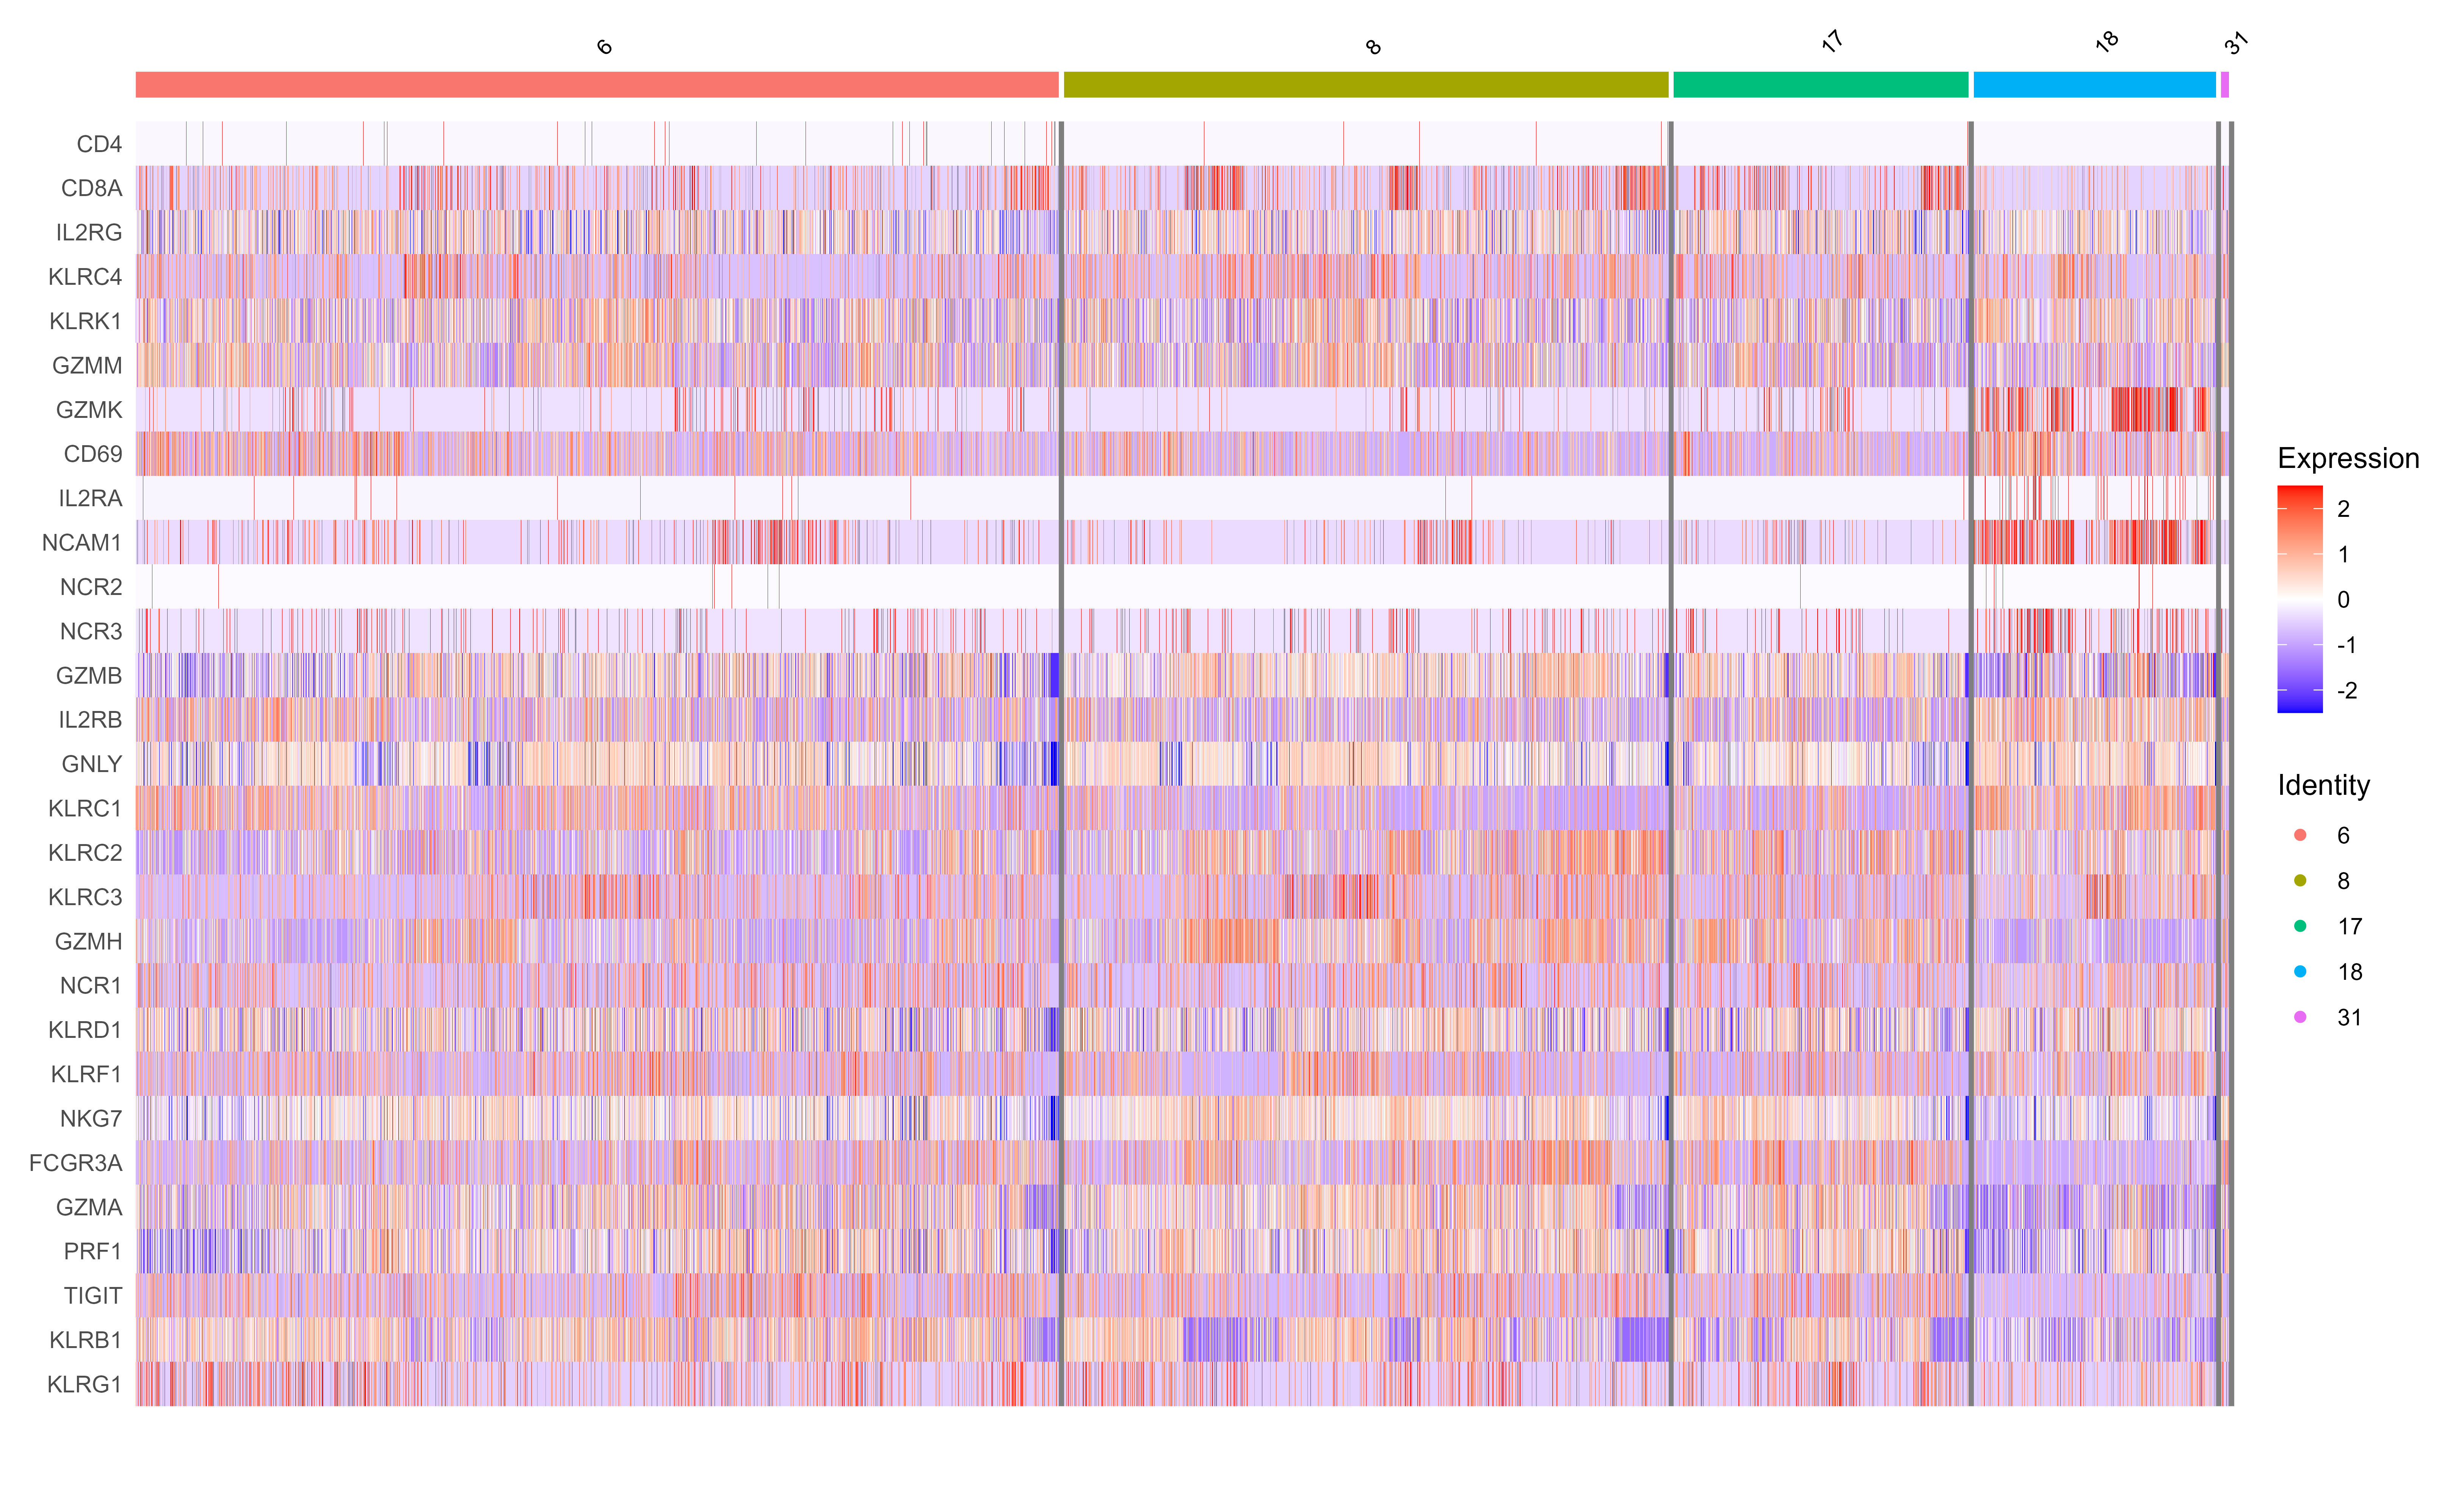 6 8 17 18 31
CD4
CD8A
IL2RG
KLRC4
KLRK1
GZMM
GZMK
CD69
IL2RA
NCAM1
NCR2
NCR3
GZMB
IL2RB
GNLY
KLRC1
KLRC2
KLRC3
GZMH
NCR1
KLRD1
KLRF1
NKG7
FCGR3A
GZMA
PRF1
TIGIT
KLRB1
KLRG1
Expression
2
1
0
-1
-2
Identity
6
8
17
18
31